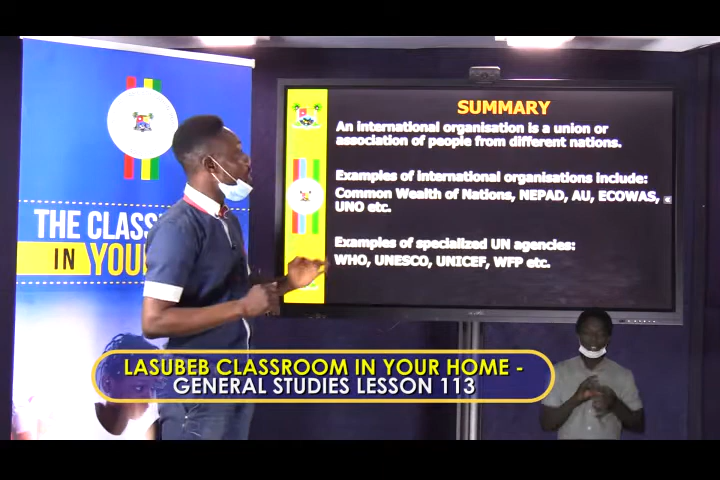 SUMMARY
An international organisation is a union or
association of people from different nations.
Examples of international organisations include:
Common Wealth of Nations, NEPAD, AU, ECOWAS,
UNO etc.
Examples of specialized UN agencies:
WHO, UNESCO, UNICEF, WFP etc.
THE CLASS
IN YOUR
LASUBEB CLASSROOM IN YOUR HOME -
GENERAL STUDIES LESSON 113